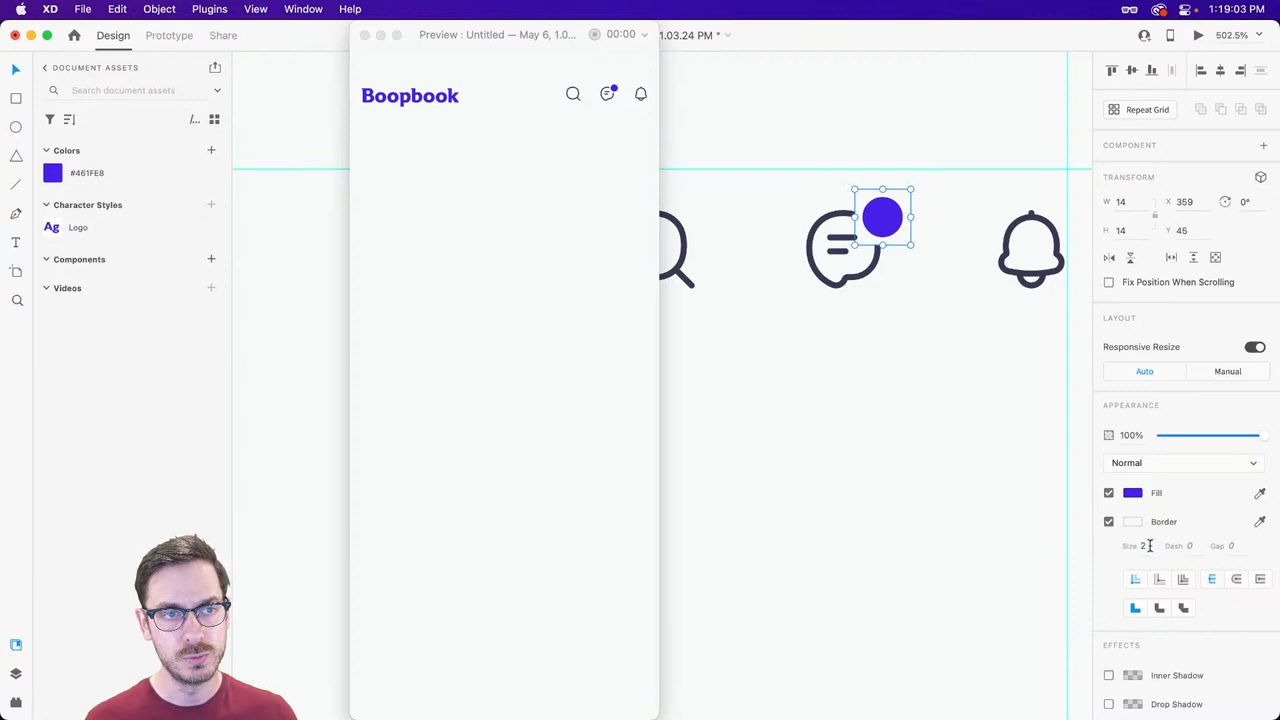 XD File Edit Object Plugins View Window Help 1:19:03 PM
Design Prototype Share
Preview : Untitled — May 6, 1.0... 00:00
1.03.24 PM *
502.5%
DOCUMENT ASSETS
Search document assets
Colors
#461FE8
Character Styles
Ag Logo
Components
Videos
Boopbook
Repeat Grid
COMPONENT
TRANSFORM
W 14 X 359 0°
H 14 Y 45
Fix Position When Scrolling
LAYOUT
Responsive Resize
Auto Manual
APPEARANCE
100%
Normal
Fill
Border
Size 2 Dash 0 Gap 0
EFFECTS
Inner Shadow
Drop Shadow